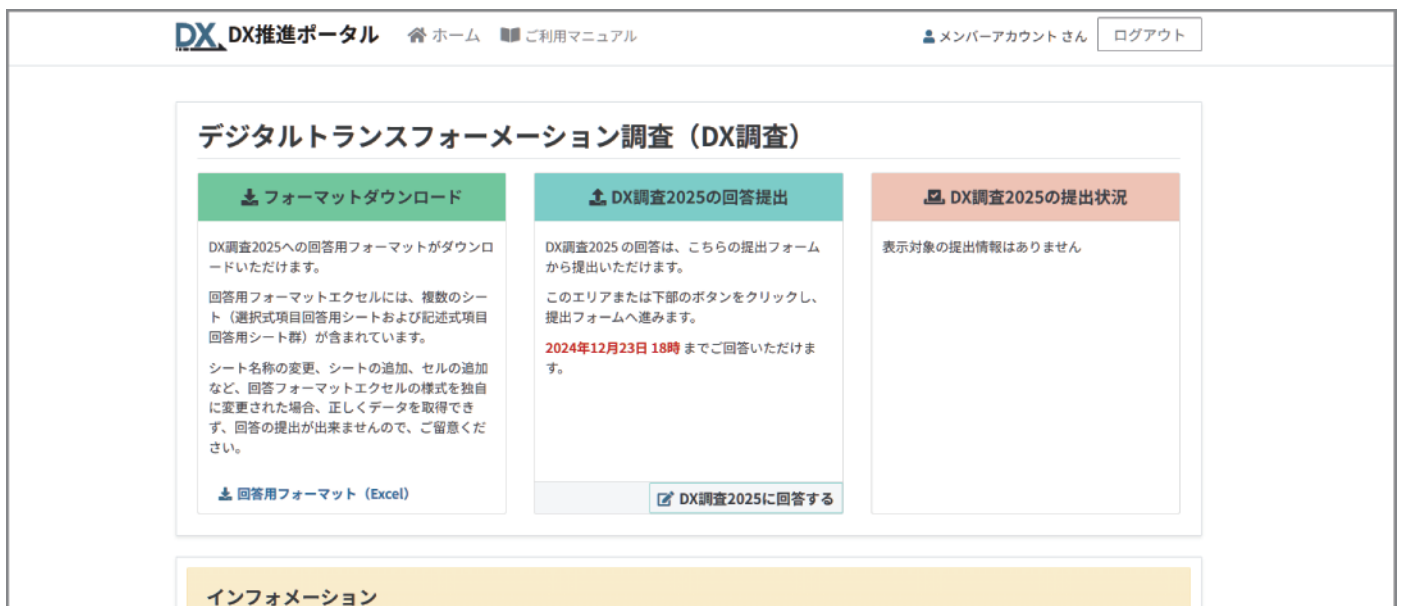 DX DX推進ポータル ホーム ご利用マニュアル メンバーアカウント さん ログアウト
デジタルトランスフォーメーション調査（DX調査）
フォーマットダウンロード
DX調査2025への回答用フォーマットがダウンロ
ードいただけます。
回答用フォーマットエクセルには、複数のシー
ト（選択式項目回答用シートおよび記述式項目
回答用シート群）が含まれています。
シート名称の変更、シートの追加、セルの追加
など、回答フォーマットエクセルの様式を独自
に変更された場合、正しくデータを取得でき
ず、回答の提出が出来ませんので、ご留意くだ
さい。
回答用フォーマット（Excel）
DX調査2025の回答提出
DX調査2025 の回答は、こちらの提出フォーム
から提出いただけます。
このエリアまたは下部のボタンをクリックし、
提出フォームへ進みます。
2024年12月23日 18時 までご回答いただけま
す。
DX調査2025に回答する
DX調査2025の提出状況
表示対象の提出情報はありません
インフォメーション